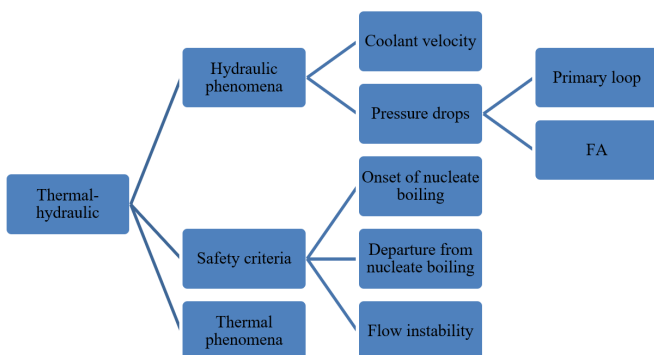 Coolant velocity
Hydraulic
phenomena
Primary loop
Pressure drops
FA
Thermal-
hydraulic
Onset of nucleate
boiling
Safety criteria
Departure from
nucleate boiling
Thermal
phenomena
Flow instability